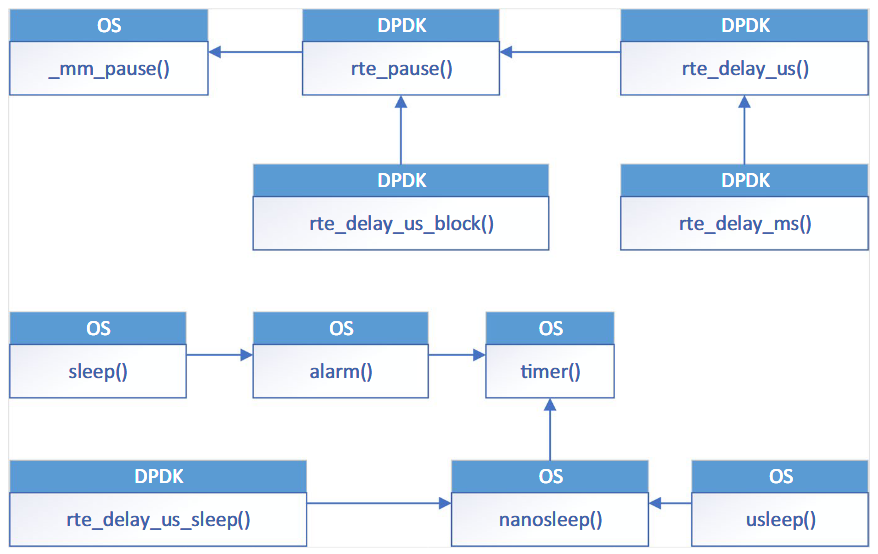 OS
_mm_pause()
DPDK
rte_pause()
DPDK
rte_delay_us()
DPDK
rte_delay_us_block()
DPDK
rte_delay_ms()
OS
sleep()
OS
alarm()
OS
timer()
DPDK
rte_delay_us_sleep()
OS
nanosleep()
OS
usleep()